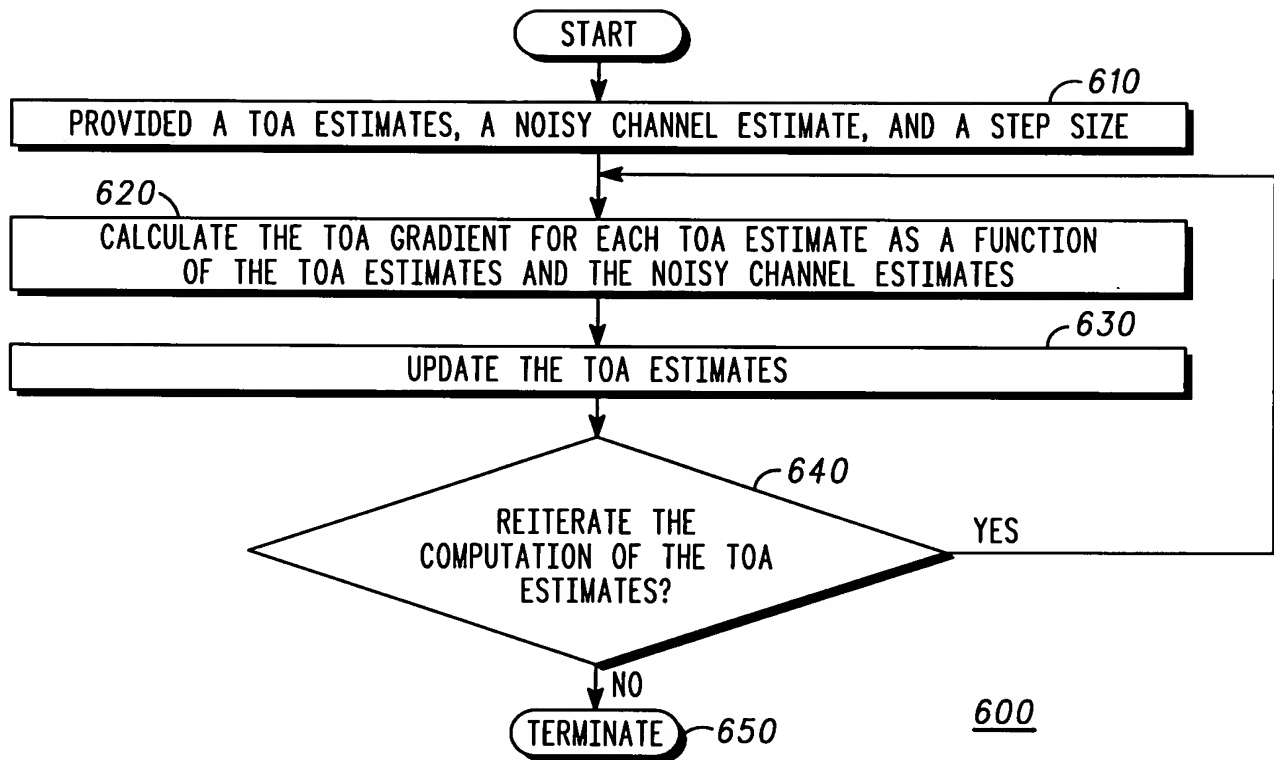 START
610
PROVIDED A TOA ESTIMATES, A NOISY CHANNEL ESTIMATE, AND A STEP SIZE
620
CALCULATE THE TOA GRADIENT FOR EACH TOA ESTIMATE AS A FUNCTION
OF THE TOA ESTIMATES AND THE NOISY CHANNEL ESTIMATES
630
UPDATE THE TOA ESTIMATES
640
REITERATE THE
COMPUTATION OF THE TOA
ESTIMATES?
YES
NO
TERMINATE
650
600